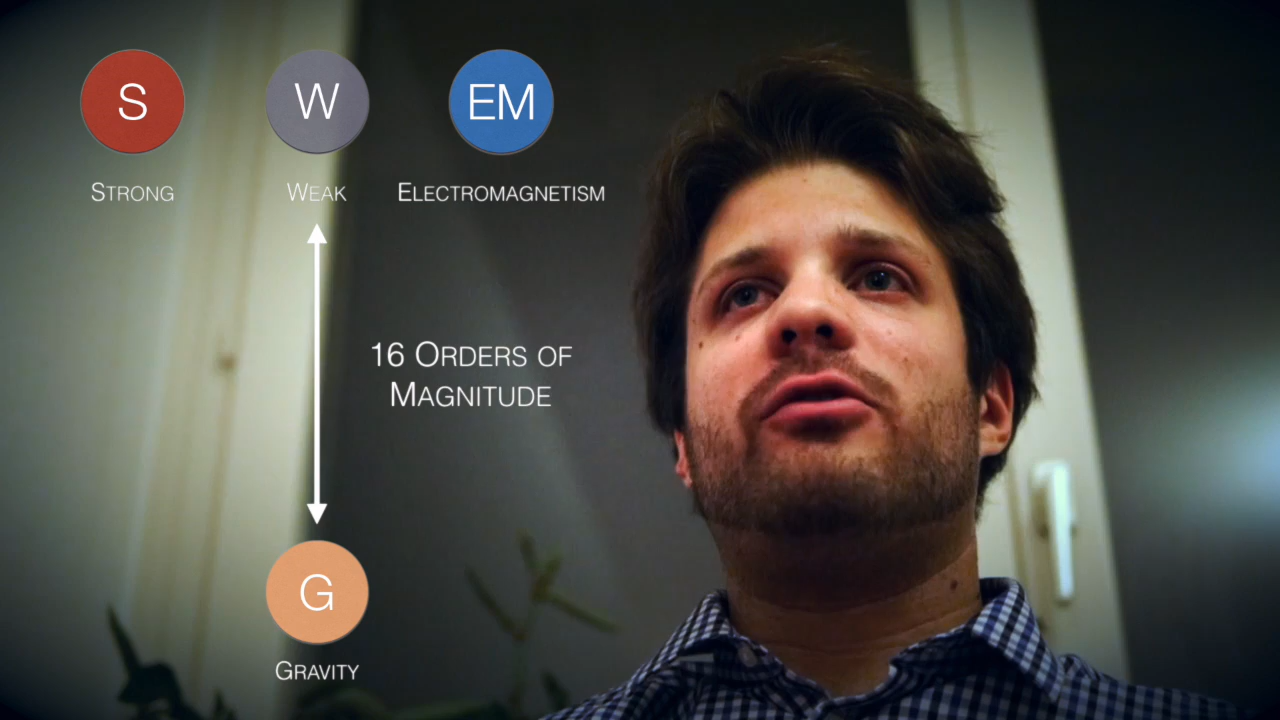 S W EM
Strong Weak Electromagnetism
16 Orders of
Magnitude
G
Gravity